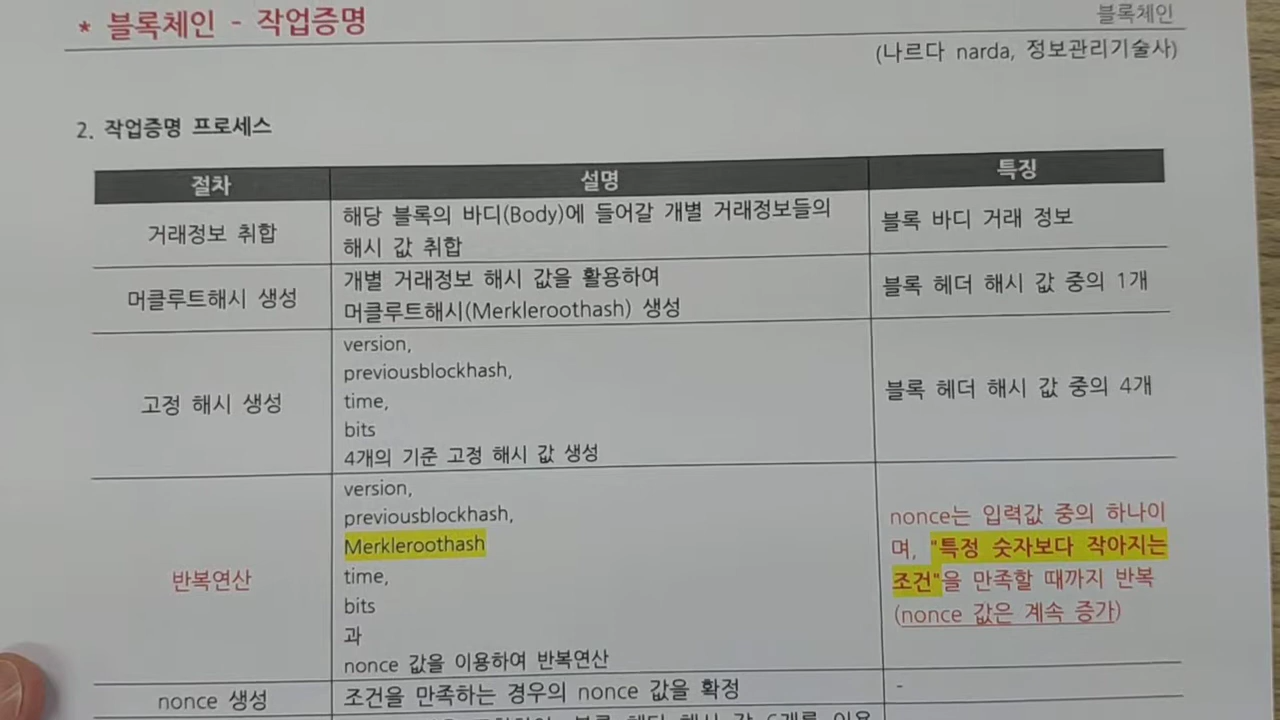 * 블록체인 - 작업증명
블록체인
(나르다 narda, 정보관리기술사)
2. 작업증명 프로세스
절차 설명 특징
거래정보 취합
해당 블록의 바디(Body)에 들어갈 개별 거래정보들의
해시 값 취합
블록 바디 거래 정보
머클루트해시 생성
개별 거래정보 해시 값을 활용하여
머클루트해시(Merkleroothash) 생성
블록 헤더 해시 값 중의 1개
고정 해시 생성
version,
previousblockhash,
time,
bits
4개의 기준 고정 해시 값 생성
블록 헤더 해시 값 중의 4개
반복연산
version,
previousblockhash,
Merkleroothash
time,
bits
과
nonce 값을 이용하여 반복연산
nonce는 입력값 중의 하나이
며, "특정 숫자보다 작아지는
조건"을 만족할 때까지 반복
(nonce 값은 계속 증가)
nonce 생성
조건을 만족하는 경우의 nonce 값을 확정
-
블록 헤더 해시 값 6개를 이용